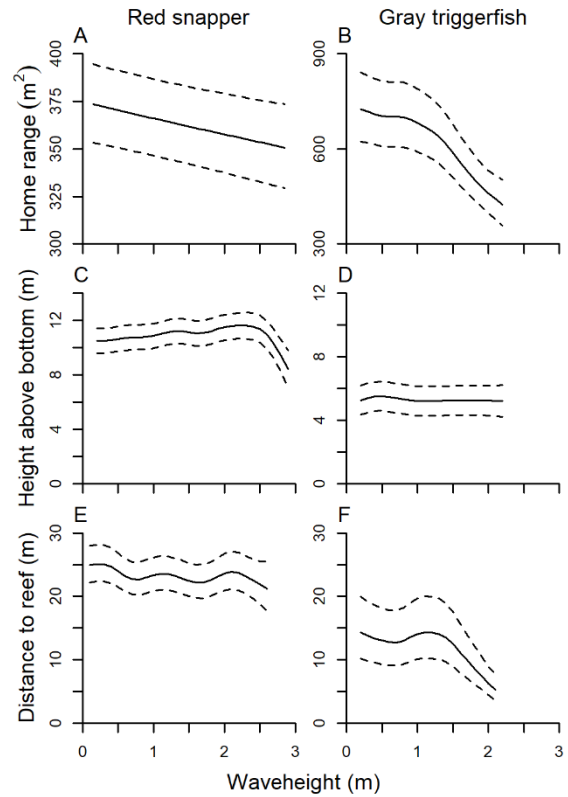 Red snapper Gray triggerfish
A B
Home range (m²)
300 325 350 375 400
300 600 900
C D
Height above bottom (m)
0 4 8 12
0 4 8 12
E F
Distance to reef (m)
0 10 20 30
0 10 20 30
0 1 2 3 0 1 2 3
Waveheight (m)